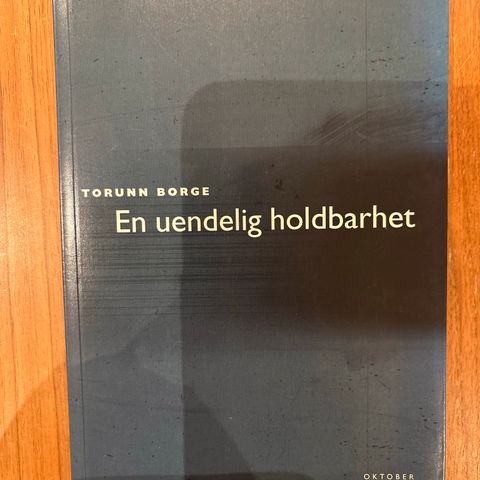 TORUNN BORGE
En uendelig holdbarhet
OKTOBER